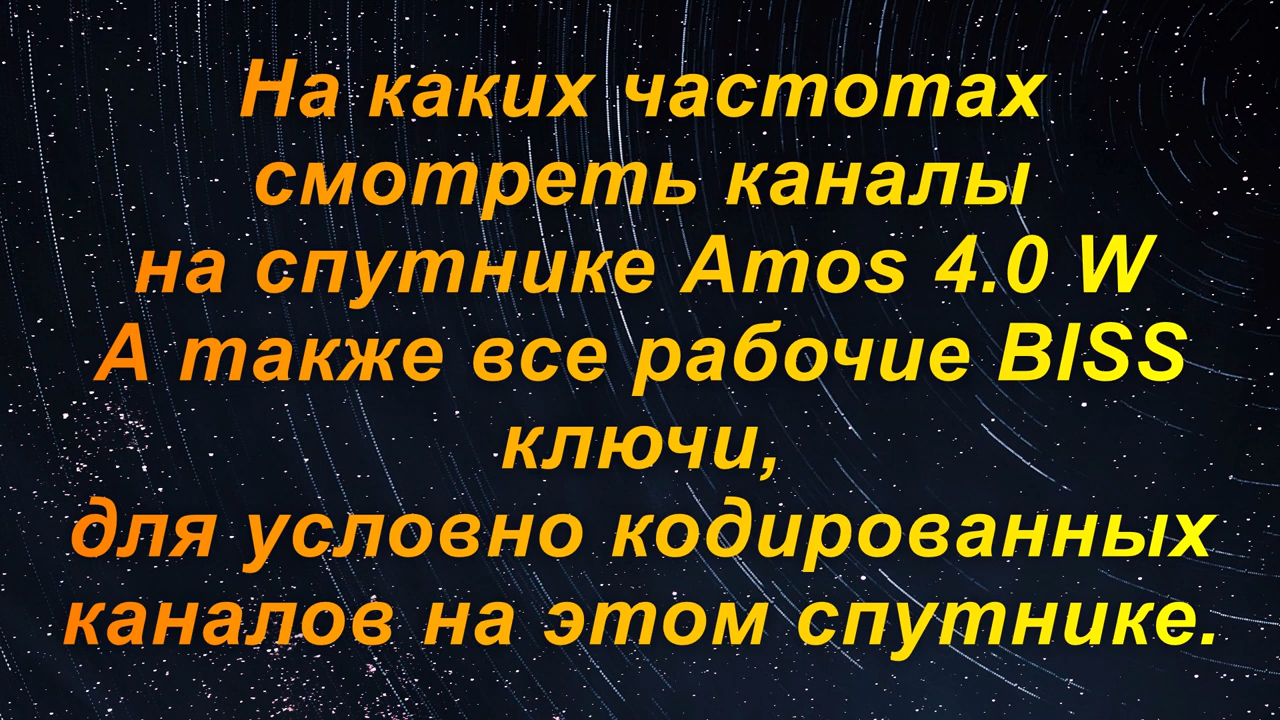 На каких частотах
смотреть каналы
на спутнике Amos 4.0 W
А также все рабочие BISS
ключи,
для условно кодированных
каналов на этом спутнике.